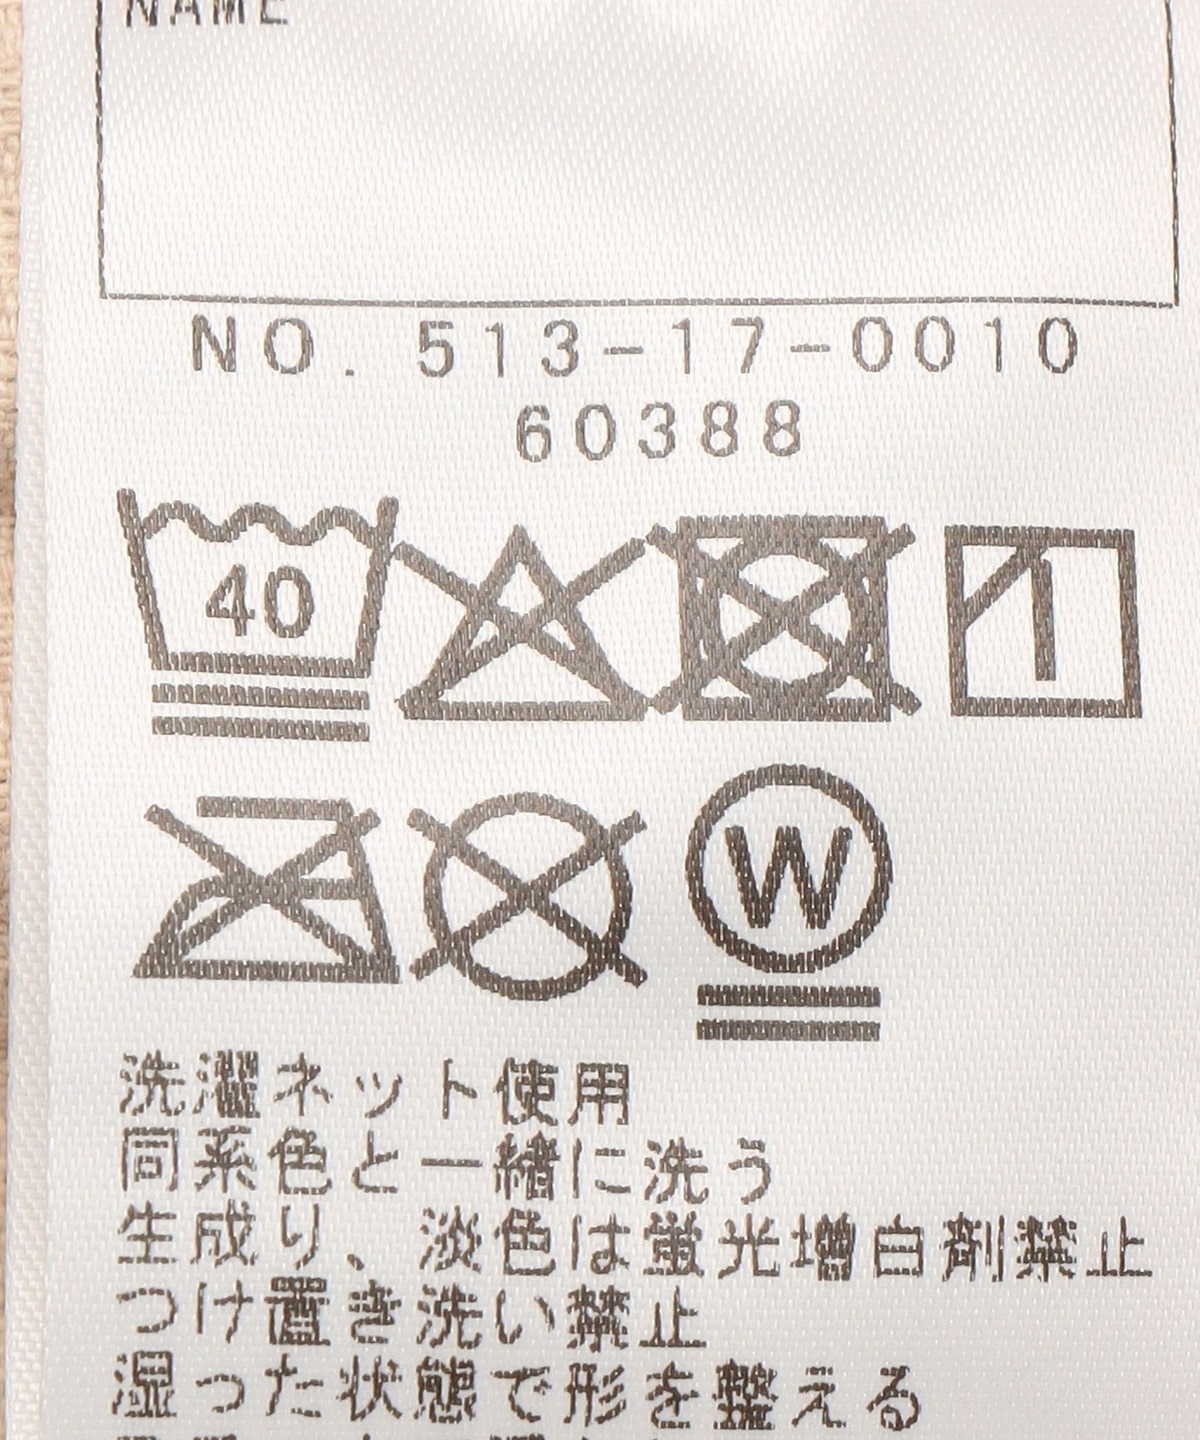 NAME
NO. 513-17-0010
60388
40
W
洗濯ネット使用
同系色と一緒に洗う
生成り、淡色は蛍光増白剤禁止
つけ置き洗い禁止
湿った状態で形を整える